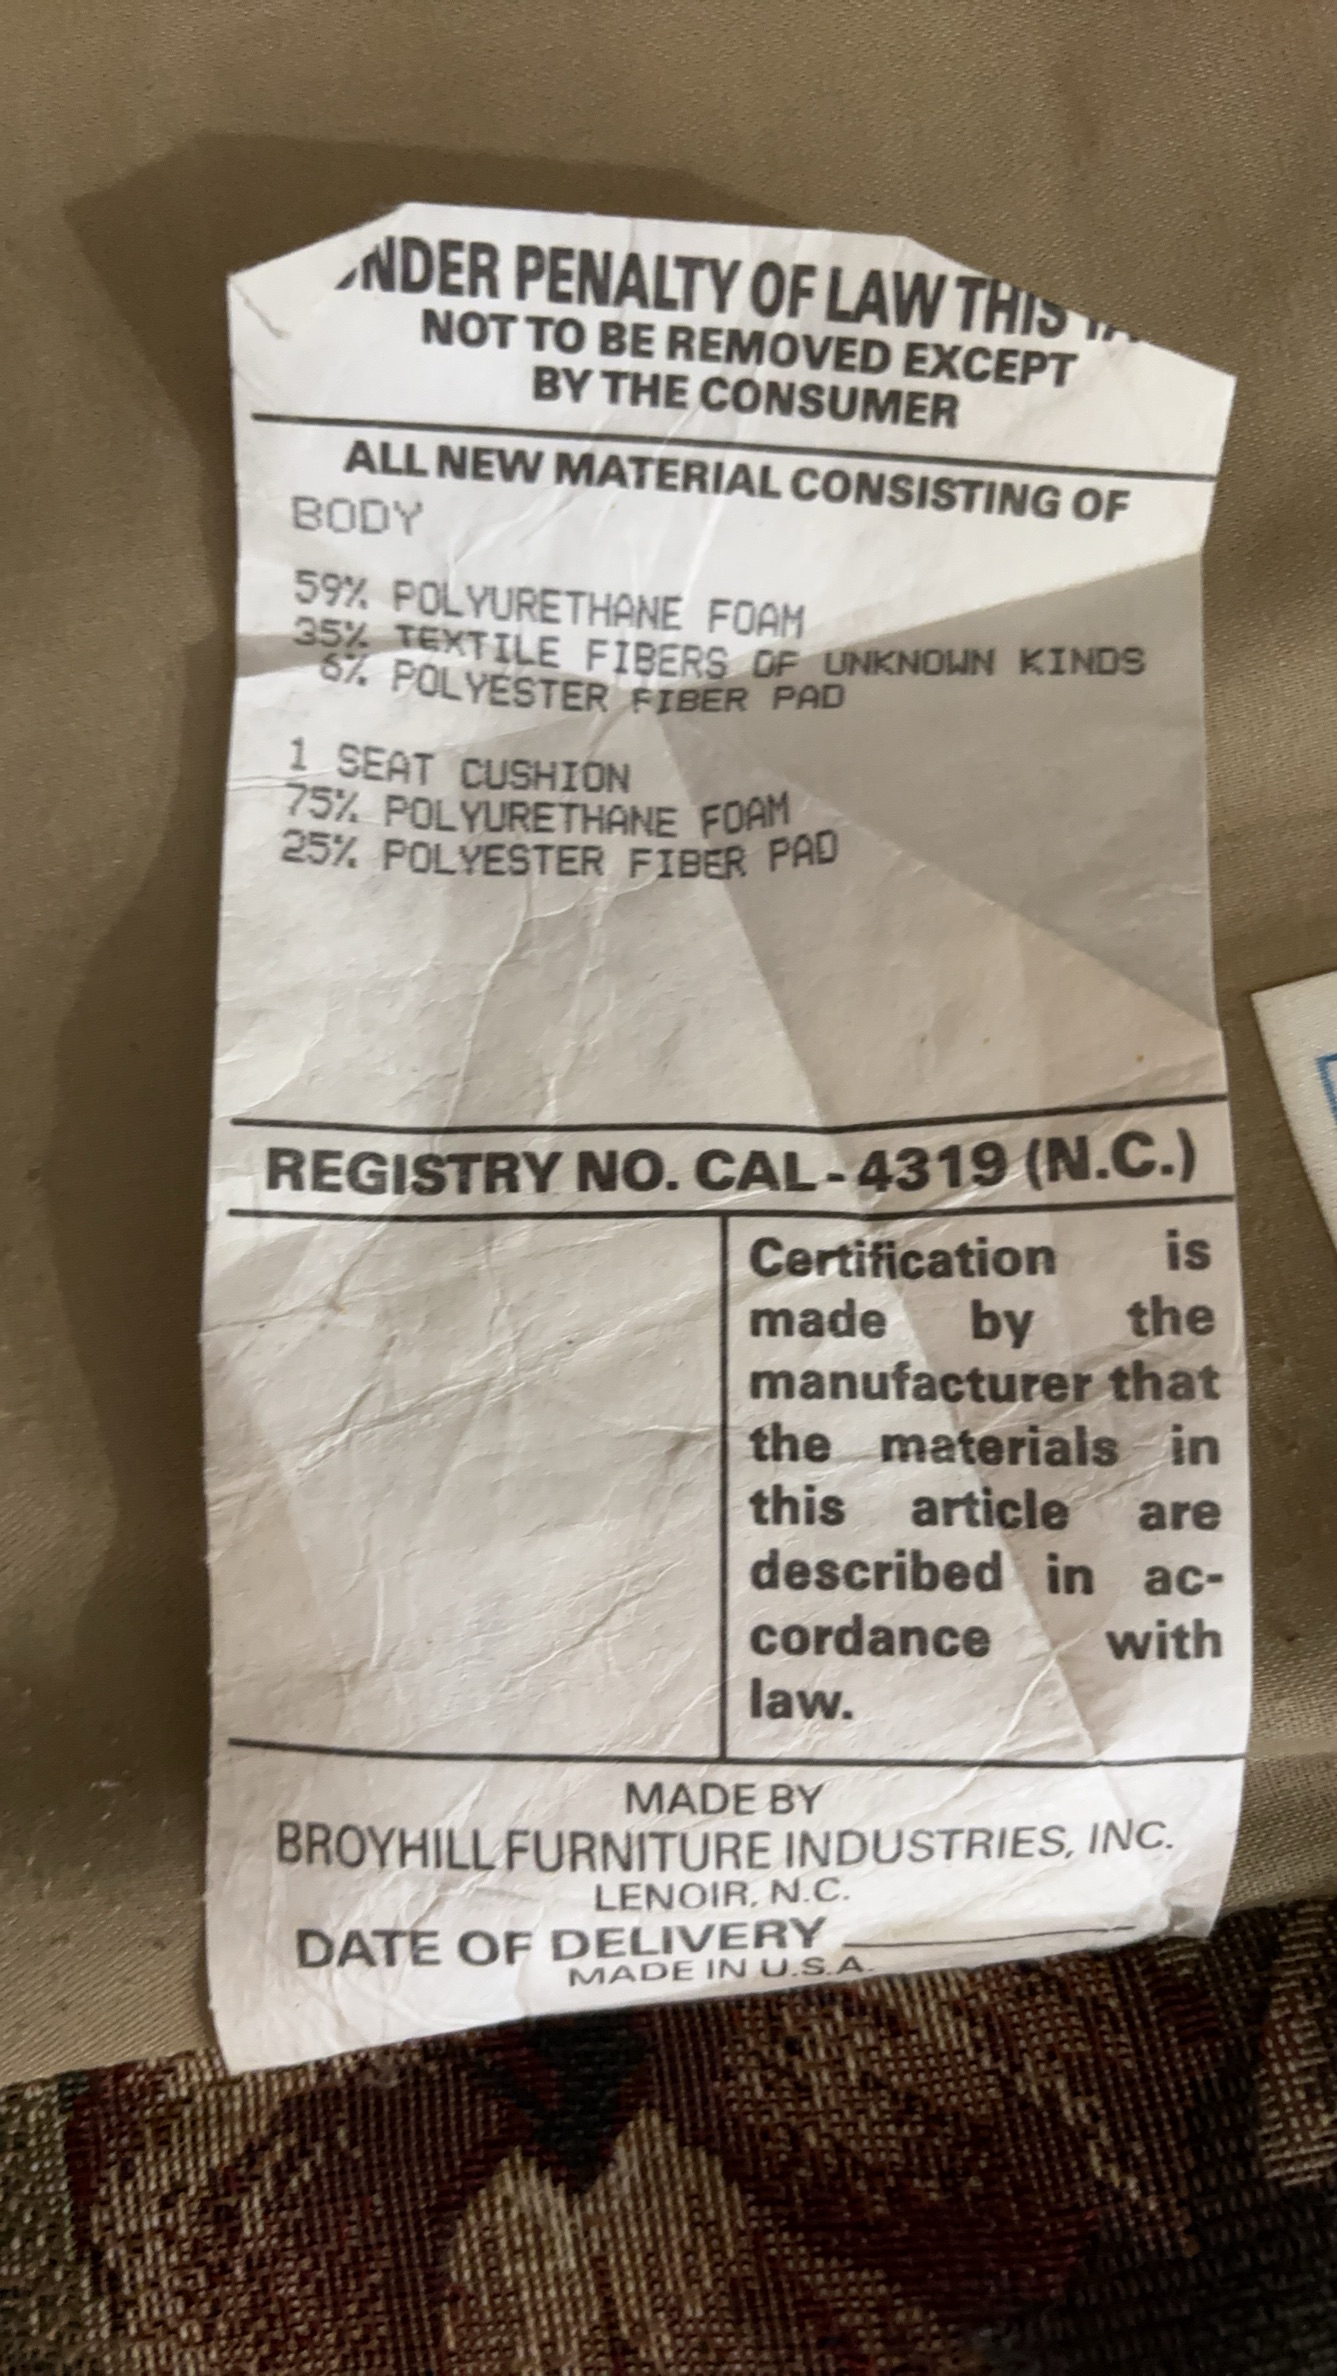 UNDER PENALTY OF LAW THIS
NOT TO BE REMOVED EXCEPT
BY THE CONSUMER
ALL NEW MATERIAL CONSISTING OF
BODY
59% POLYURETHANE FOAM
35% TEXTILE FIBERS OF UNKNOWN KINDS
6% POLYESTER FIBER PAD
1 SEAT CUSHION
75% POLYURETHANE FOAM
25% POLYESTER FIBER PAD
REGISTRY NO. CAL-4319 (N.C.)
Certification is
made by the
manufacturer that
the materials in
this article are
described in ac-
cordance with
law.
MADE BY
BROYHILL FURNITURE INDUSTRIES, INC.
LENOIR, N.C.
DATE OF DELIVERY
MADE IN U.S.A.